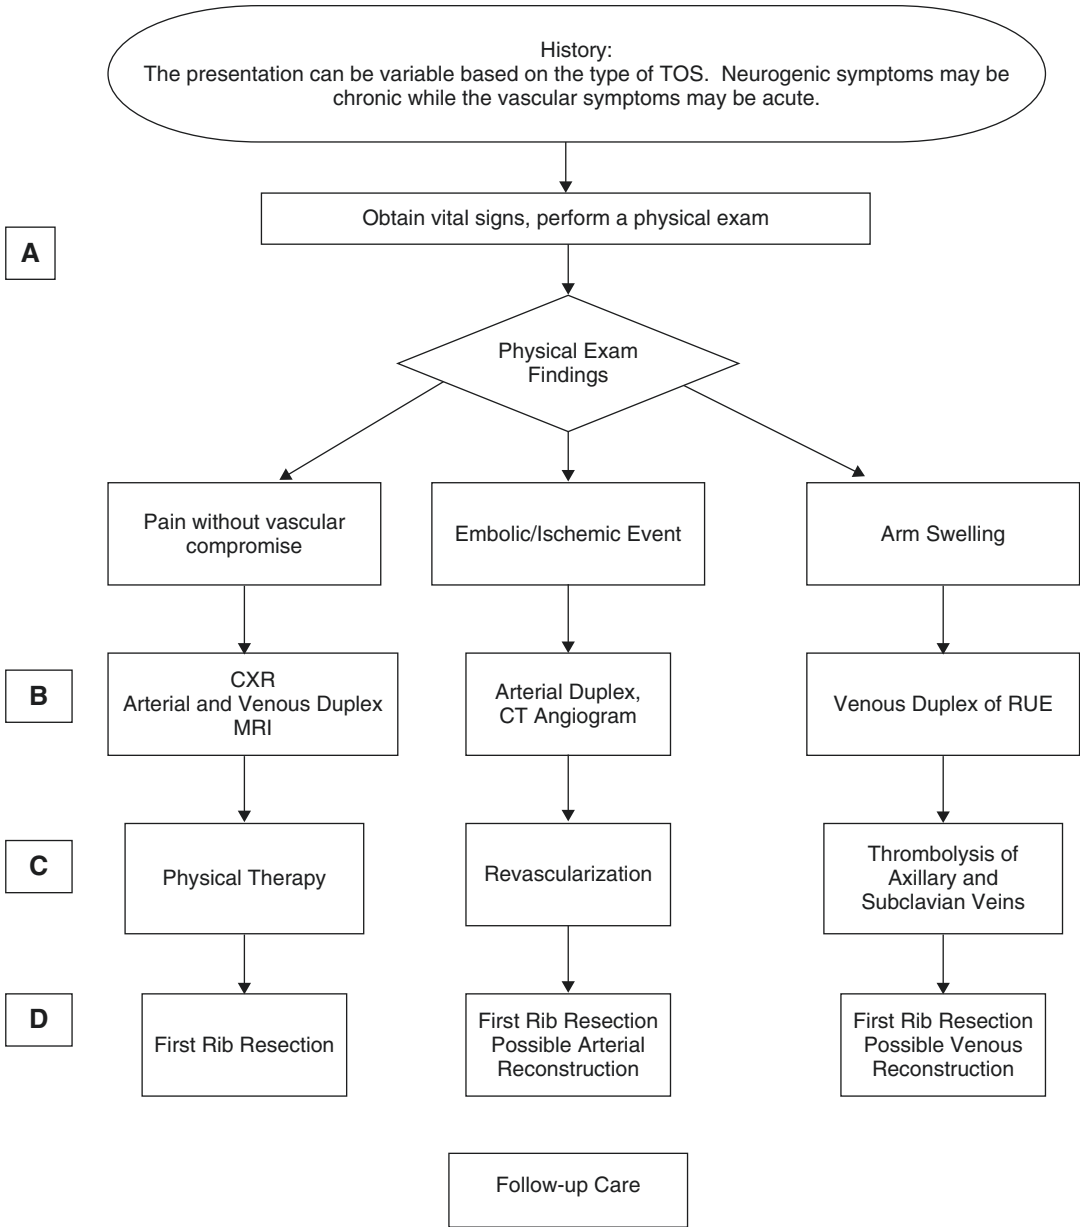 History:
The presentation can be variable based on the type of TOS. Neurogenic symptoms may be
chronic while the vascular symptoms may be acute.
Obtain vital signs, perform a physical exam
A
Physical Exam
Findings
Pain without vascular
compromise
Embolic/Ischemic Event
Arm Swelling
B
CXR
Arterial and Venous Duplex
MRI
Arterial Duplex,
CT Angiogram
Venous Duplex of RUE
C
Physical Therapy
Revascularization
Thrombolysis of
Axillary and
Subclavian Veins
D
First Rib Resection
First Rib Resection
Possible Arterial
Reconstruction
First Rib Resection
Possible Venous
Reconstruction
Follow-up Care